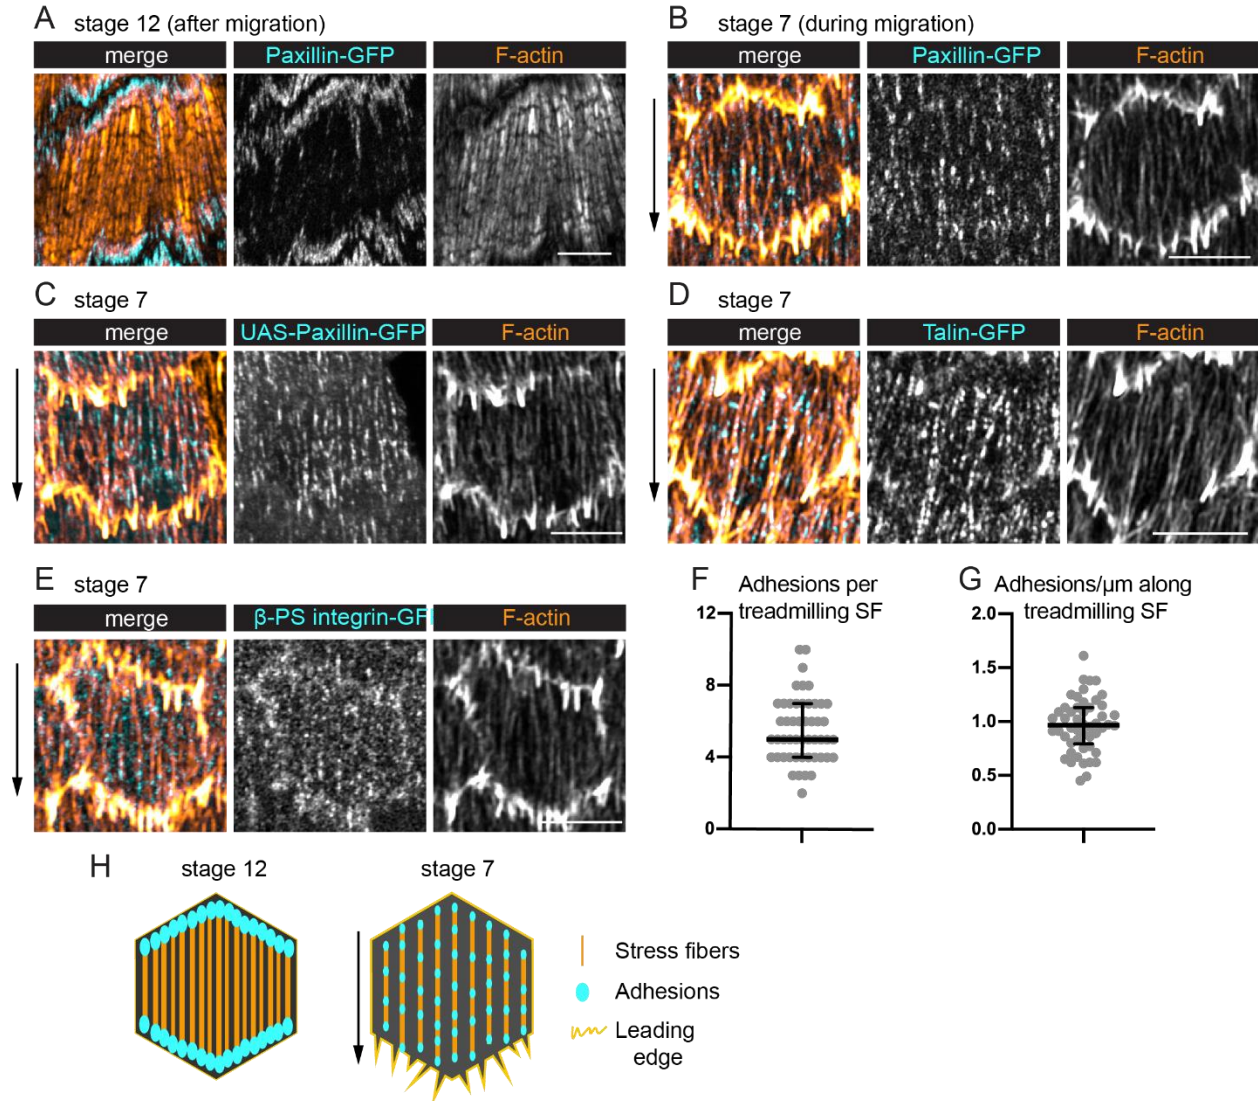 A stage 12 (after migration)
merge Paxillin-GFP F-actin
B stage 7 (during migration)
merge Paxillin-GFP F-actin
C stage 7
merge UAS-Paxillin-GFP F-actin
D stage 7
merge Talin-GFP F-actin
E stage 7
merge β-PS integrin-GF F-actin
F Adhesions per
treadmilling SF
12
8
4
0
G Adhesions/μm along
treadmilling SF
2.0
1.5
1.0
0.5
0.0
H stage 12 stage 7
Stress fibers
Adhesions
Leading
edge